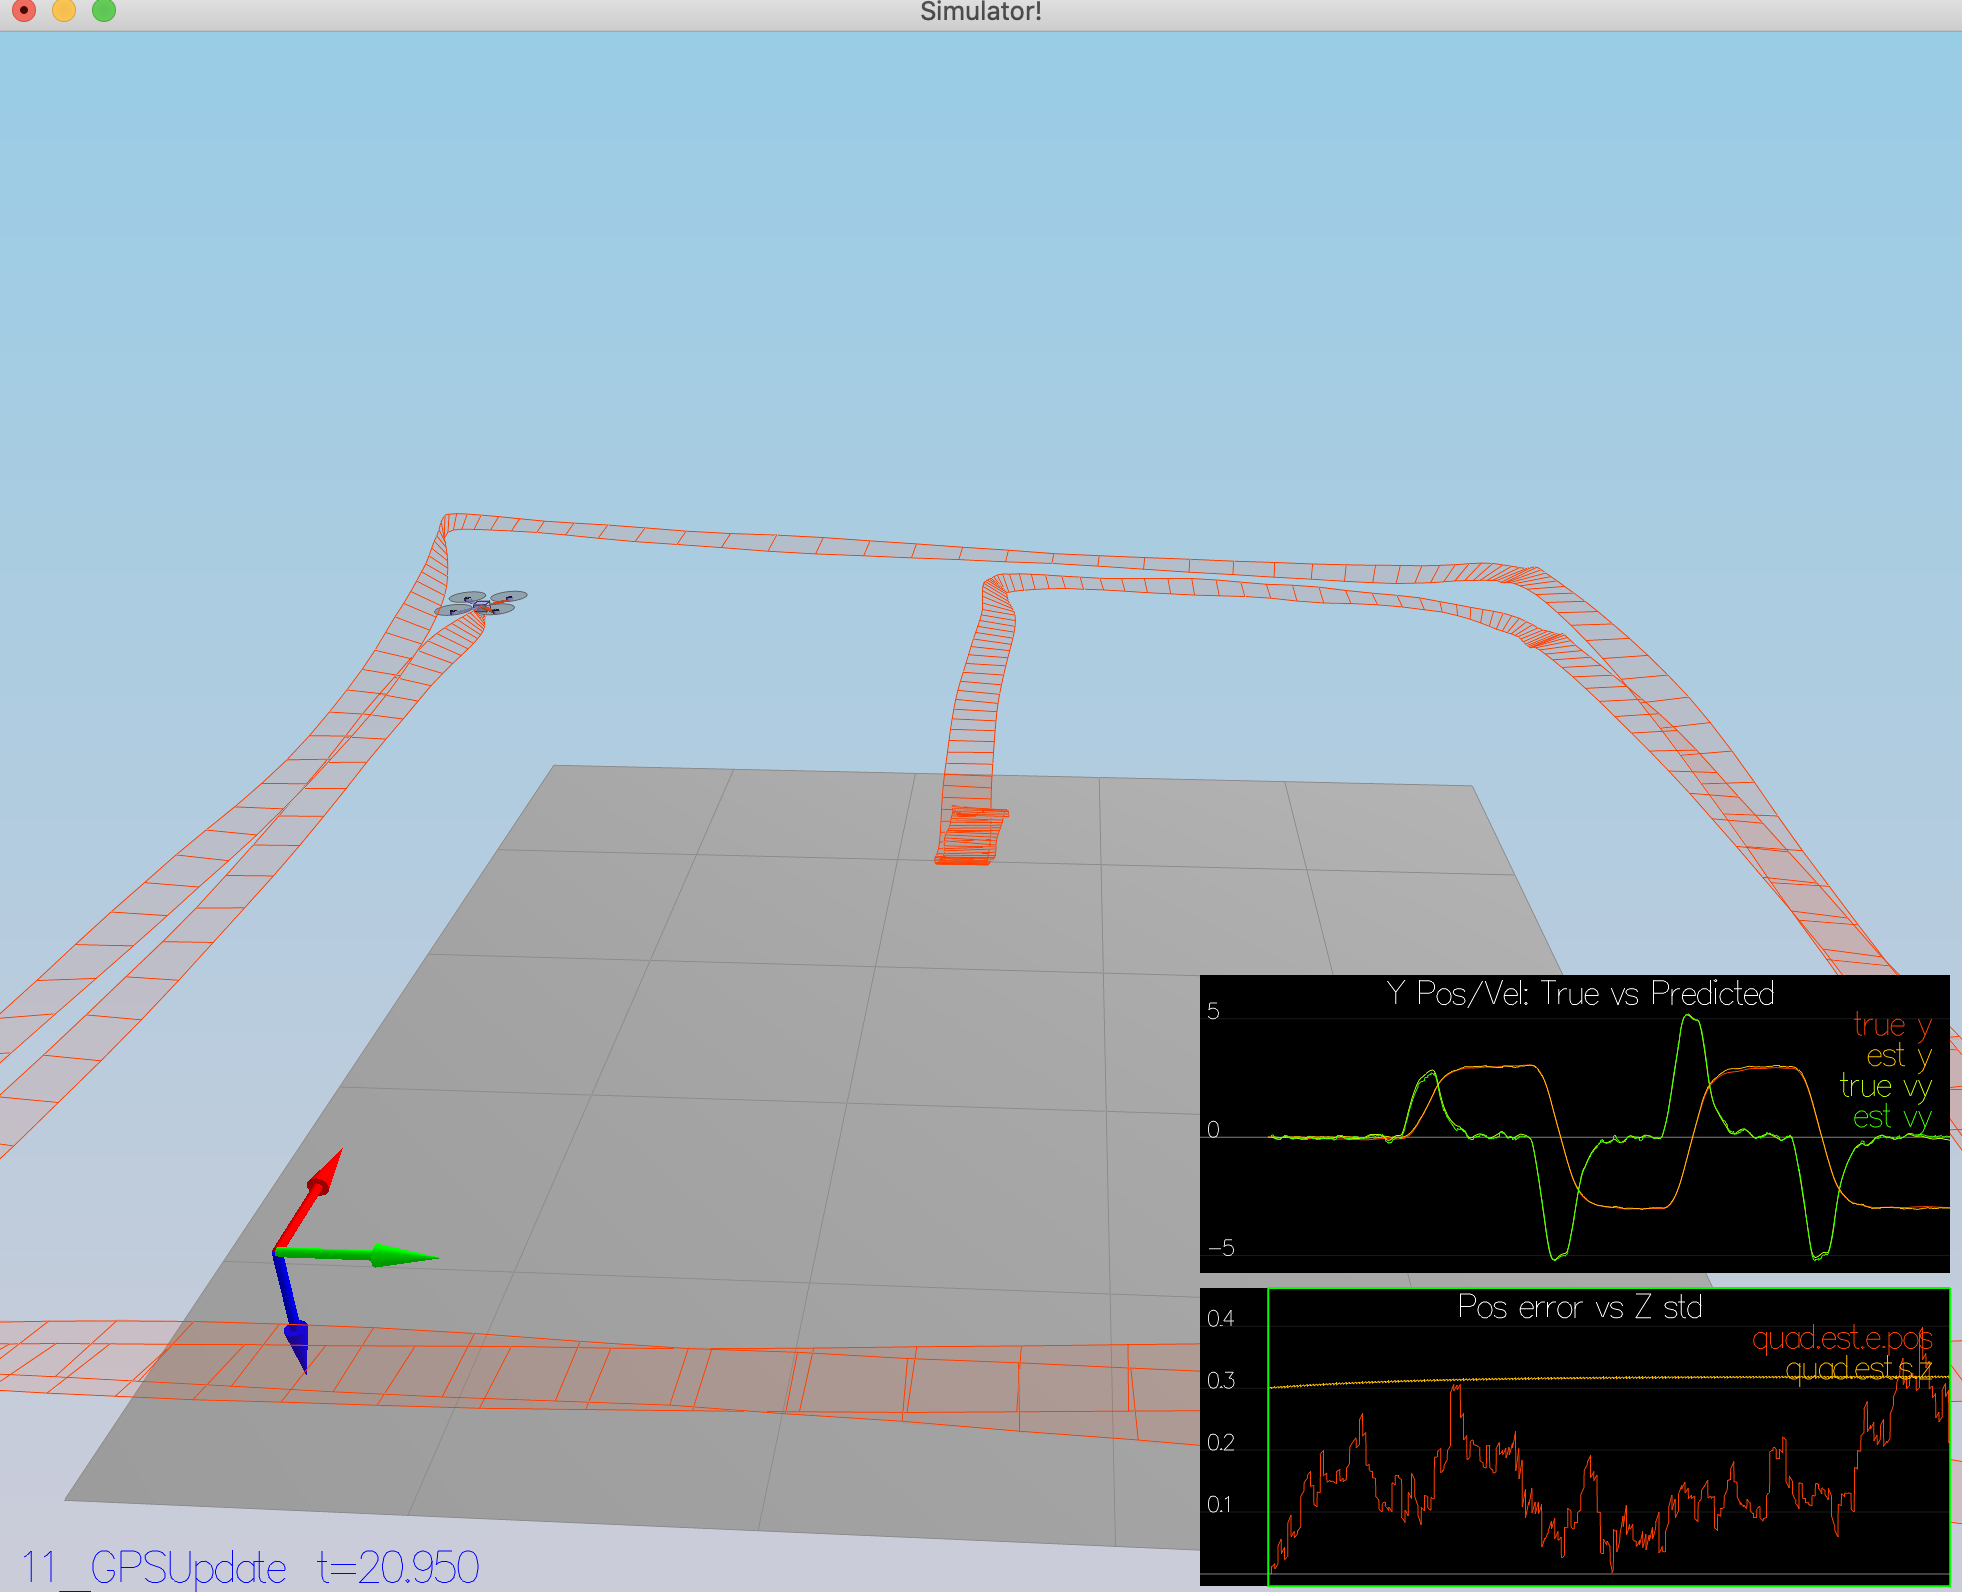 Simulator!
Y Pos/Vel: True vs Predicted
5
true y
est y
true vy
est vy
0
-5
Pos error vs Z std
0.4
quad.est.e.pos
quad.est.s.z
0.3
0.2
0.1
11_GPSUpdate t=20.950